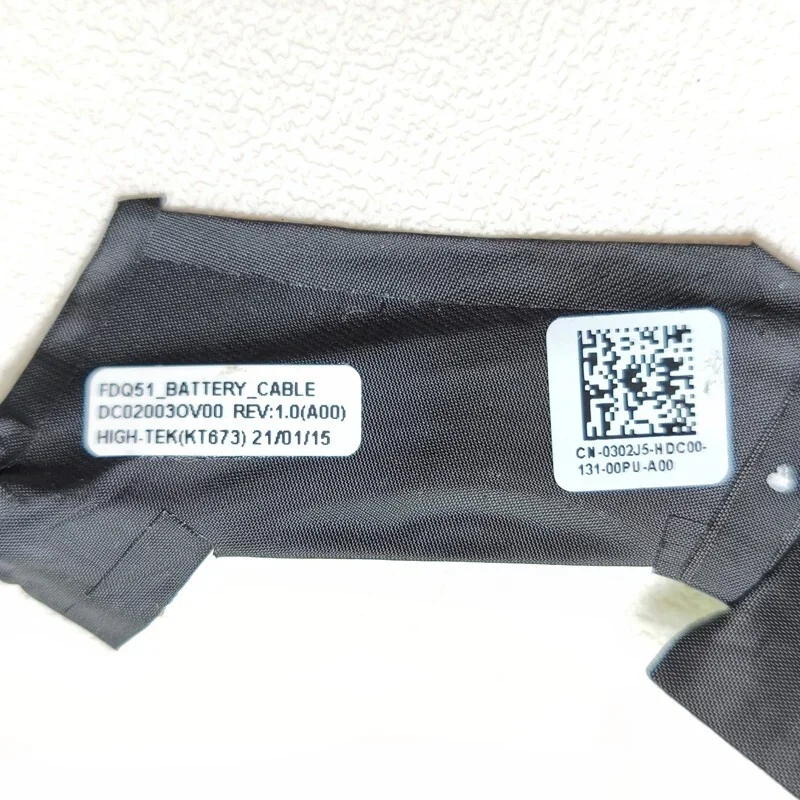 FDQ51_BATTERY_CABLE
DC02003OV00 REV:1.0(A00)
HIGH-TEK(KT673) 21/01/15
CN-0302J5-HDC00-
131-00PU-A00